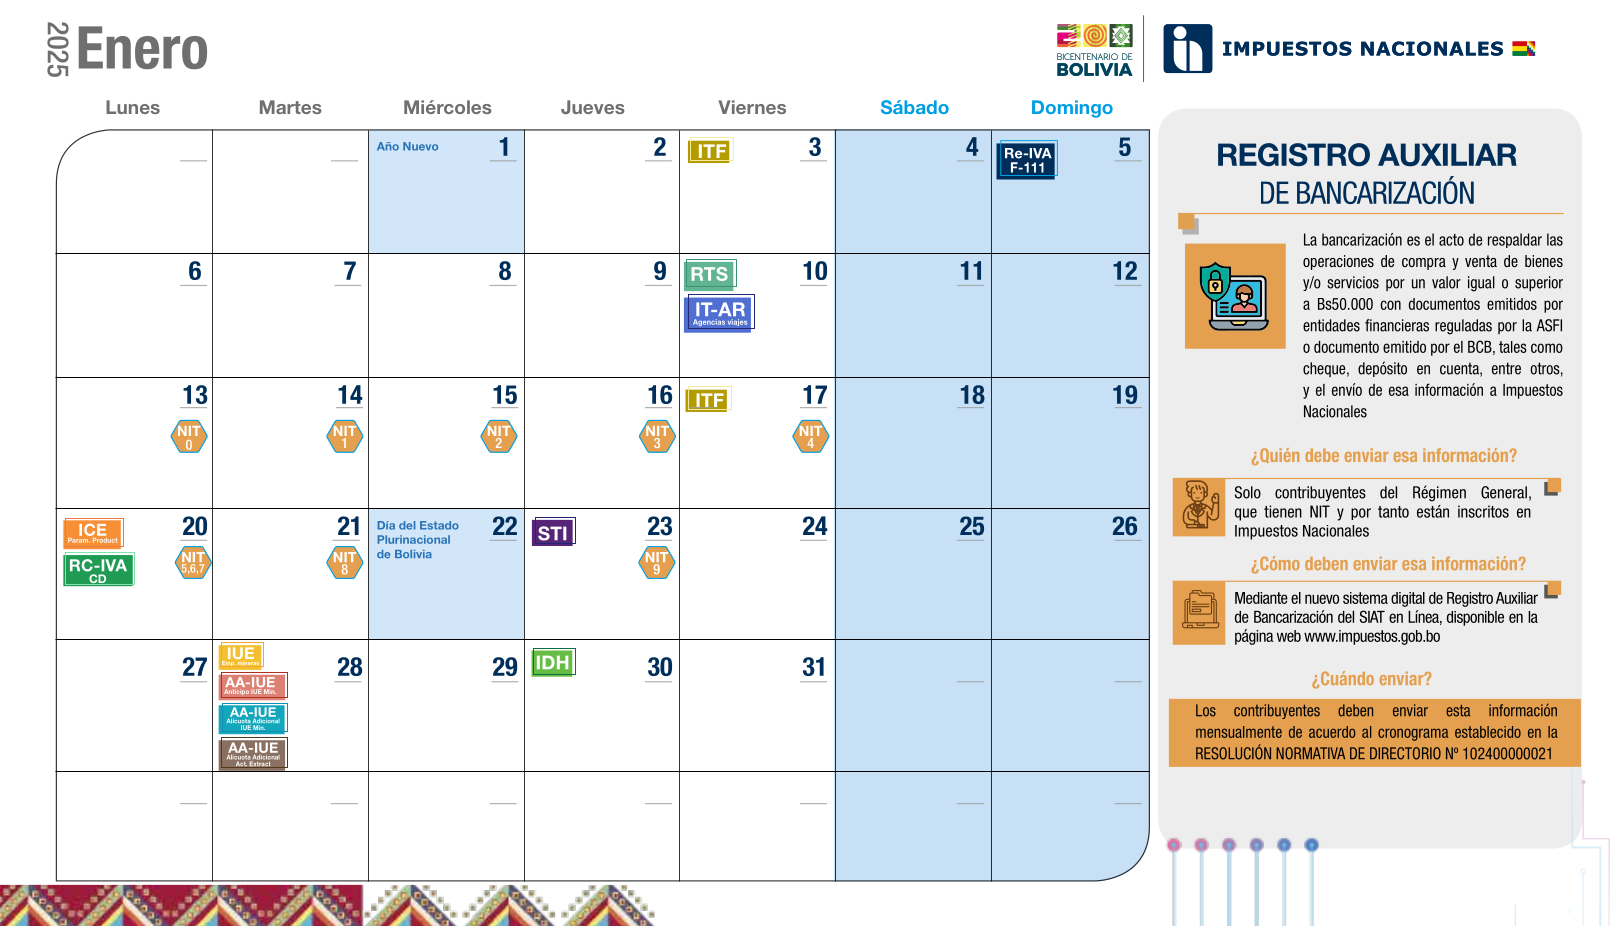 2025
Enero
BICENTENARIO DE
BOLIVIA
IMPUESTOS NACIONALES
Lunes
Martes
Miércoles
Jueves
Viernes
Sábado
Domingo
Año Nuevo
1
2
ITF
3
4
Re-IVA
F-111
5
6
7
8
9
RTS
IT-AR
Agencias viajes
10
11
12
13
NIT
0
14
NIT
1
15
NIT
2
16
NIT
3
ITF
17
NIT
4
18
19
ICE
Param. Product
RC-IVA
CD
20
NIT
5,6,7
21
NIT
8
Día del Estado
Plurinacional
de Bolivia
22
STI
23
NIT
9
24
25
26
27
IUE
Emp. mineras
AA-IUE
Anticipo IUE Min.
AA-IUE
Alícuota Adicional
IUE Min.
AA-IUE
Alícuota Adicional
Act. Extract
28
29
IDH
30
31
REGISTRO AUXILIAR
DE BANCARIZACIÓN
La bancarización es el acto de respaldar las
operaciones de compra y venta de bienes
y/o servicios por un valor igual o superior
a Bs50.000 con documentos emitidos por
entidades financieras reguladas por la ASFI
o documento emitido por el BCB, tales como
cheque, depósito en cuenta, entre otros,
y el envío de esa información a Impuestos
Nacionales
¿Quién debe enviar esa información?
Solo contribuyentes del Régimen General,
que tienen NIT y por tanto están inscritos en
Impuestos Nacionales
¿Cómo deben enviar esa información?
Mediante el nuevo sistema digital de Registro Auxiliar
de Bancarización del SIAT en Línea, disponible en la
página web www.impuestos.gob.bo
¿Cuándo enviar?
Los contribuyentes deben enviar esta información
mensualmente de acuerdo al cronograma establecido en la
RESOLUCIÓN NORMATIVA DE DIRECTORIO Nº 102400000021